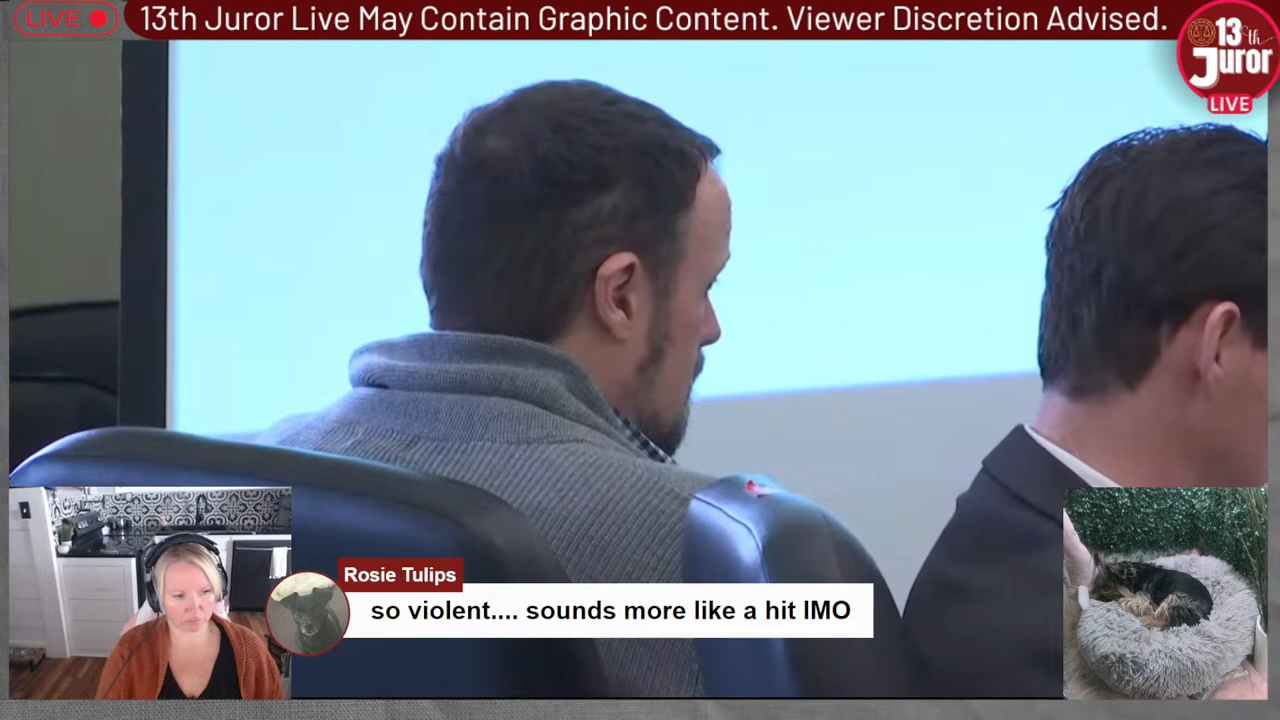 LIVE
13th Juror Live May Contain Graphic Content. Viewer Discretion Advised.
13th
Juror
LIVE
Rosie Tulips
so violent.... sounds more like a hit IMO